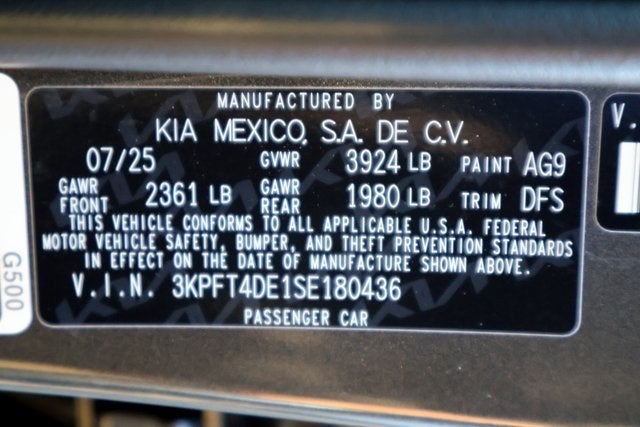 MANUFACTURED BY
KIA MEXICO, S.A. DE C.V.
07/25 GVWR 3924 LB PAINT AG9
GAWR FRONT 2361 LB GAWR REAR 1980 LB TRIM DFS
THIS VEHICLE CONFORMS TO ALL APPLICABLE U.S.A. FEDERAL
MOTOR VEHICLE SAFETY, BUMPER, AND THEFT PREVENTION STANDARDS
IN EFFECT ON THE DATE OF MANUFACTURE SHOWN ABOVE.
V.I.N. 3KPFT4DE1SE180436
PASSENGER CAR
G500
V.